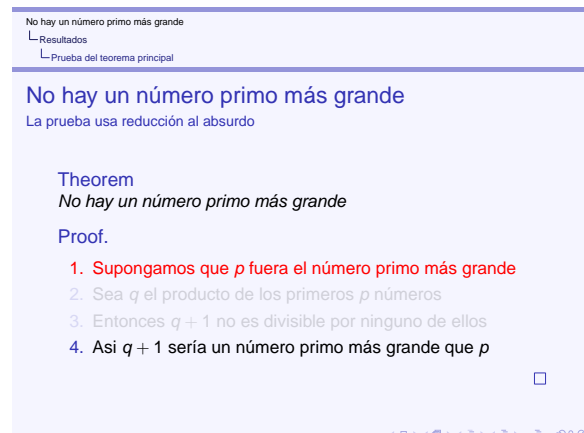 No hay un número primo más grande
Resultados
Prueba del teorema principal
No hay un número primo más grande
La prueba usa reducción al absurdo
Theorem
No hay un número primo más grande
Proof.
1. Supongamos que p fuera el número primo más grande
2. Sea q el producto de los primeros p números
3. Entonces q + 1 no es divisible por ninguno de ellos
4. Asi q + 1 sería un número primo más grande que p